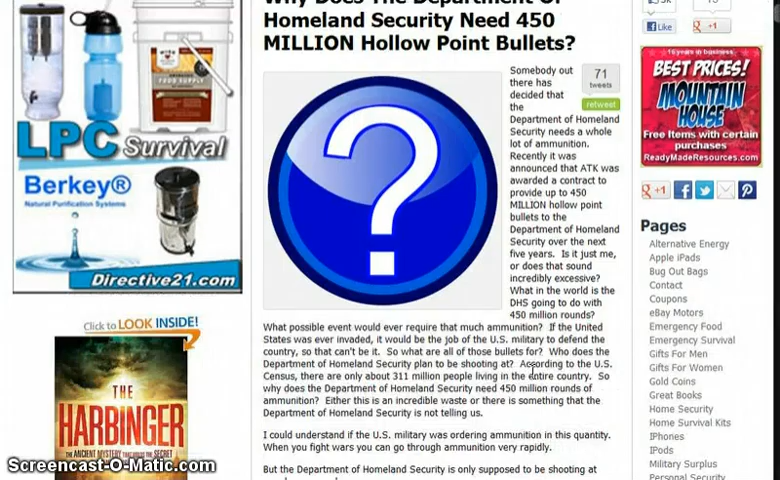 LPC Survival
Berkey®
Natural Purification Systems
Directive21.com
Click to LOOK INSIDE!
THE
HARBINGER
THE ANCIENT MYSTERY THAT HOLDS THE SECRET
Screencast-O-Matic.com
Why Does The Department Of
Homeland Security Need 450
MILLION Hollow Point Bullets?
Somebody out
there has
decided that
the
Department of Homeland
Security needs a whole
lot of ammunition.
Recently it was
announced that ATK was
awarded a contract to
provide up to 450
MILLION hollow point
bullets to the
Department of Homeland
Security over the next
five years. Is it just me,
or does that sound
incredibly excessive?
What in the world is the
DHS going to do with
450 million rounds?
What possible event would ever require that much ammunition? If the United
States was ever invaded, it would be the job of the U.S. military to defend the
country, so that can't be it. So what are all of those bullets for? Who does the
Department of Homeland Security plan to be shooting at? According to the U.S.
Census, there are only about 311 million people living in the entire country. So
why does the Department of Homeland Security need 450 million rounds of
ammunition? Either this is an incredible waste or there is something that the
Department of Homeland Security is not telling us.
I could understand if the U.S. military was ordering ammunition in this quantity.
When you fight wars you can go through ammunition very rapidly.
But the Department of Homeland Security is only supposed to be shooting at
71
tweets
retweet
Like
+1
16 years in business
BEST PRICES!
MOUNTAIN
HOUSE
Free Items with certain
purchases
ReadyMadeResources.com
+1
Pages
Alternative Energy
Apple iPads
Bug Out Bags
Contact
Coupons
eBay Motors
Emergency Food
Emergency Survival
Gifts For Men
Gifts For Women
Gold Coins
Great Books
Home Security
Home Survival Kits
IPhones
IPods
Military Surplus
Personal Security